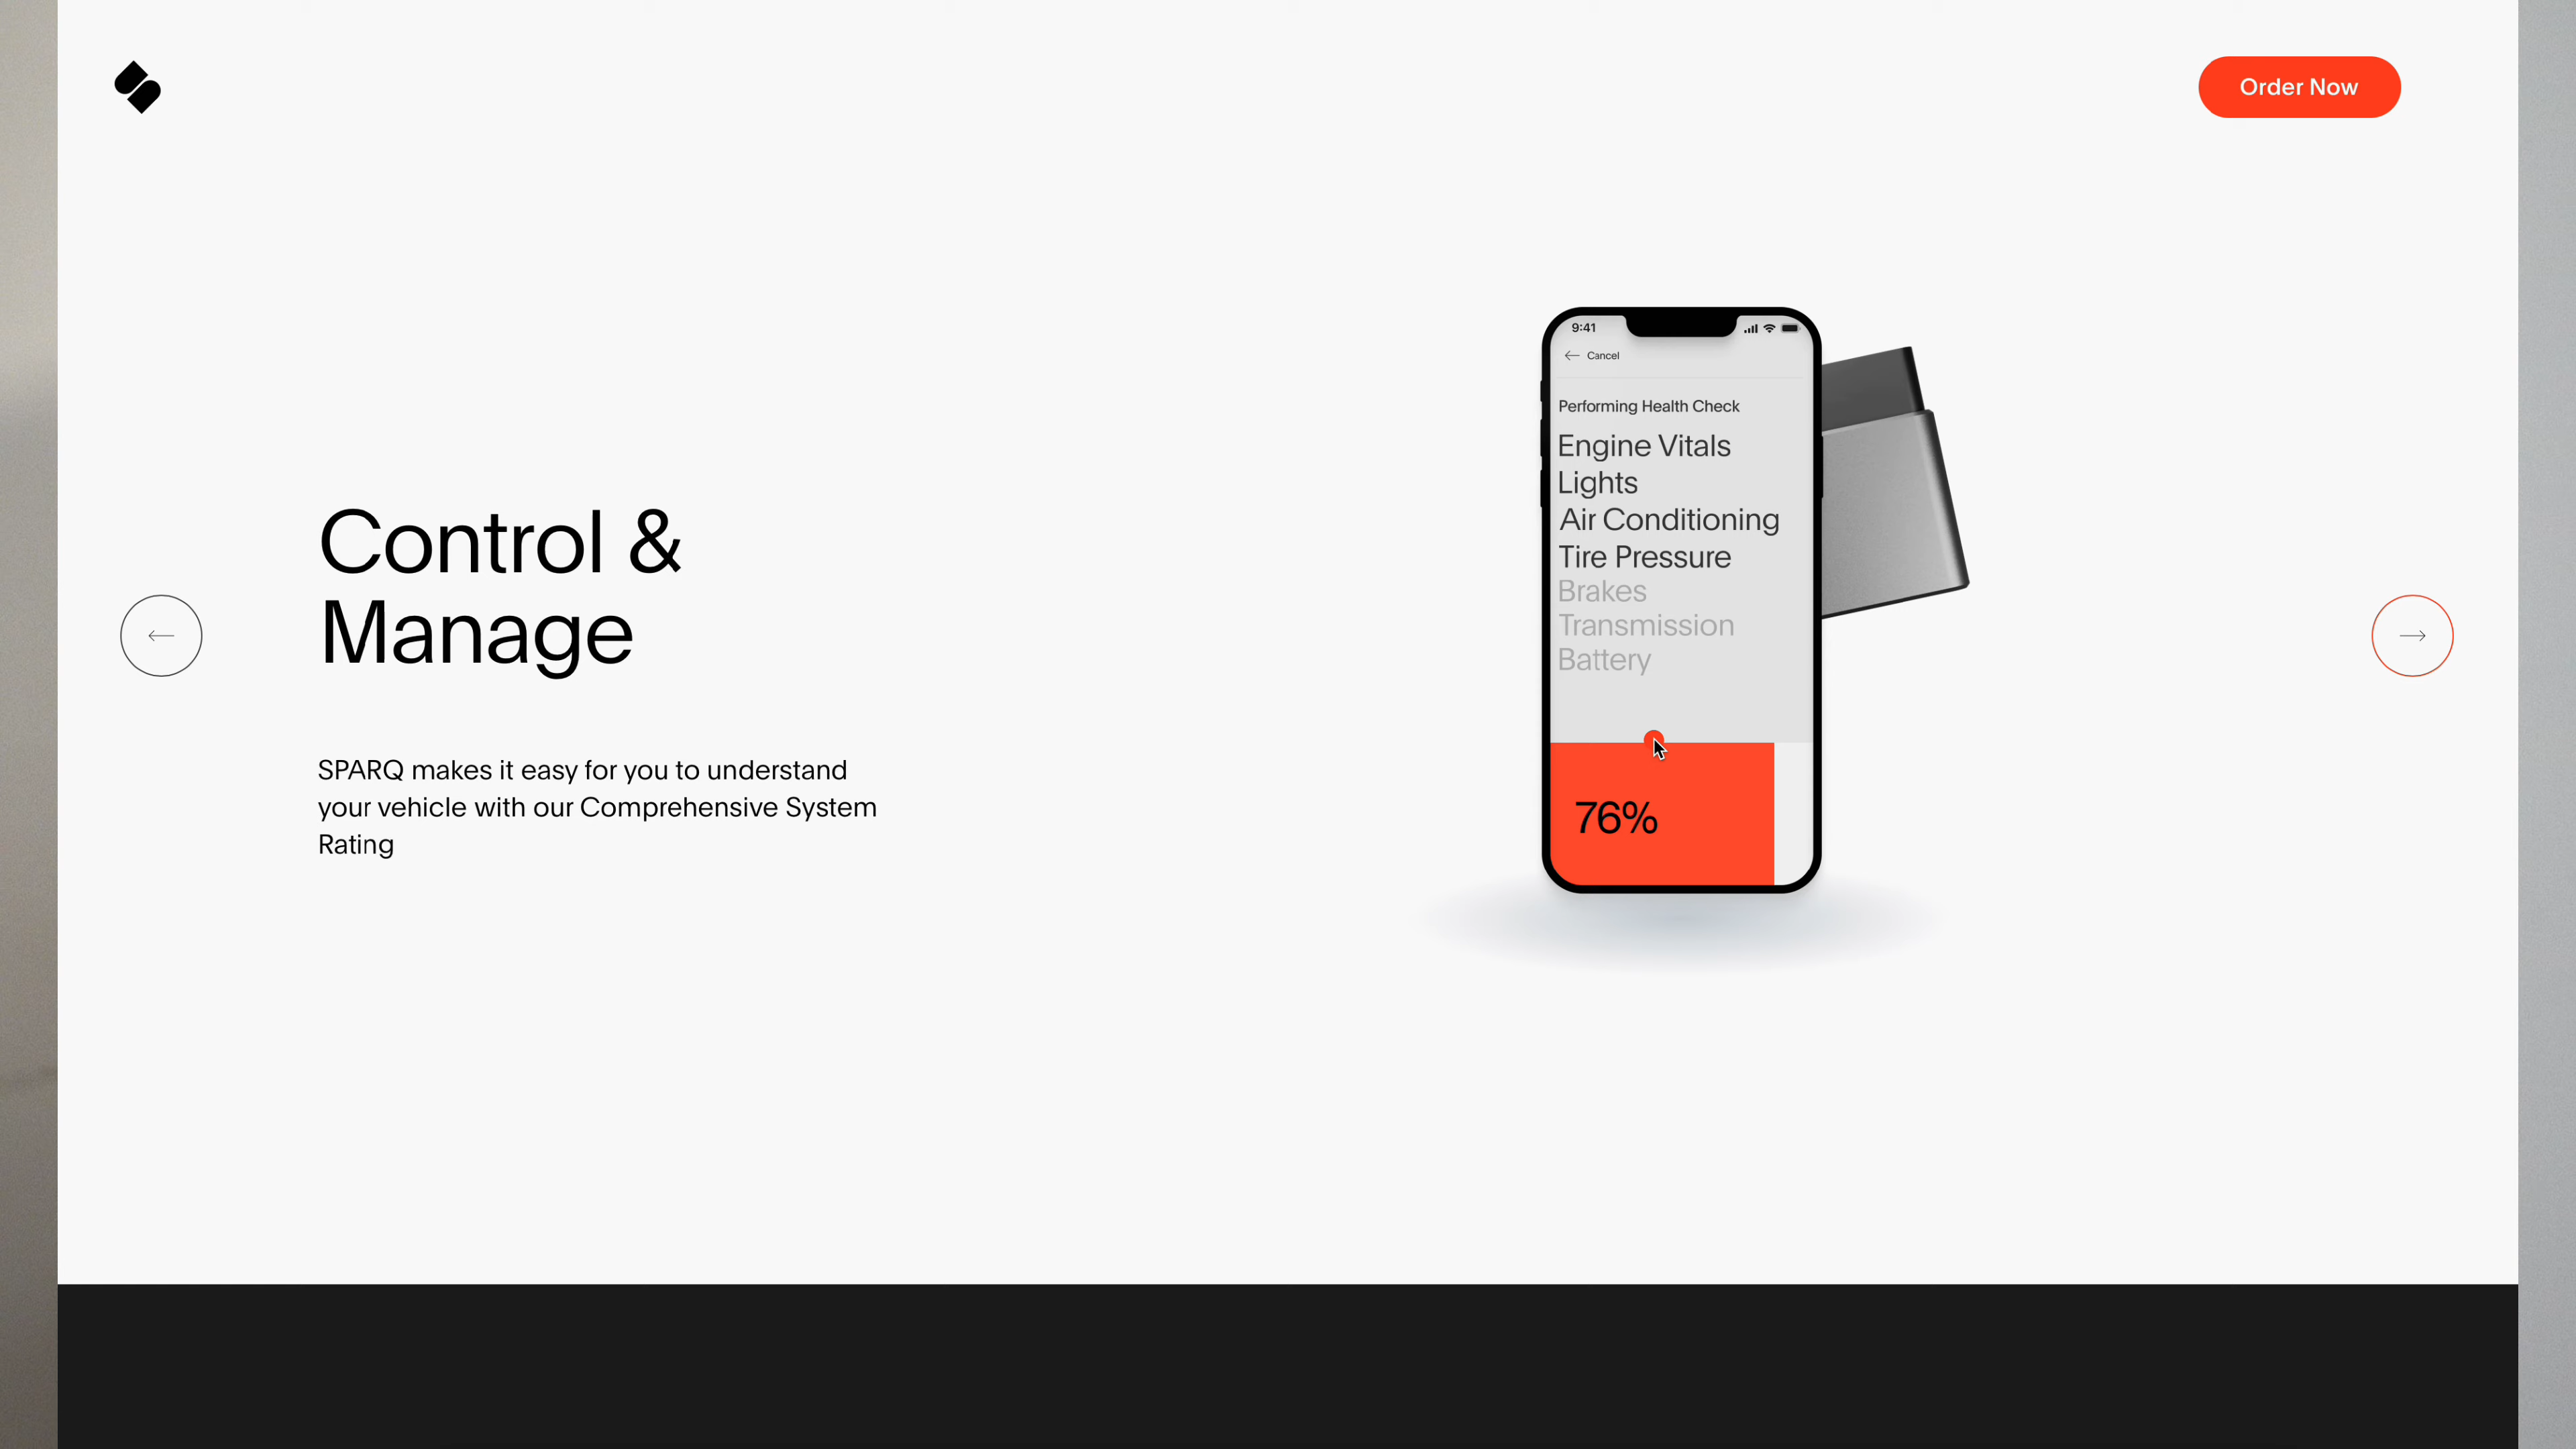 Order Now
Control &
Manage
SPARQ makes it easy for you to understand
your vehicle with our Comprehensive System
Rating
9:41
Cancel
Performing Health Check
Engine Vitals
Lights
Air Conditioning
Tire Pressure
Brakes
Transmission
Battery
76%